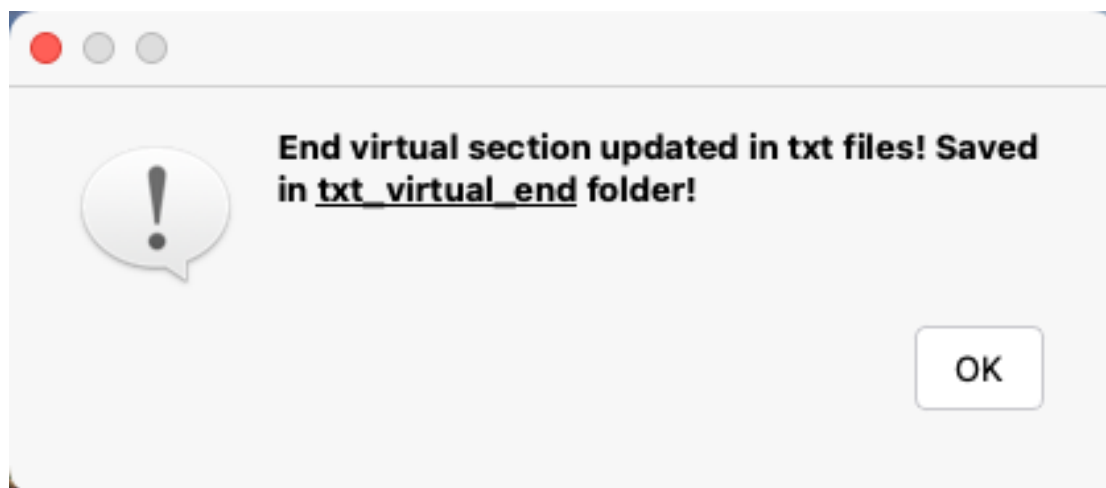 End virtual section updated in txt files! Saved
in txt_virtual_end folder!
OK